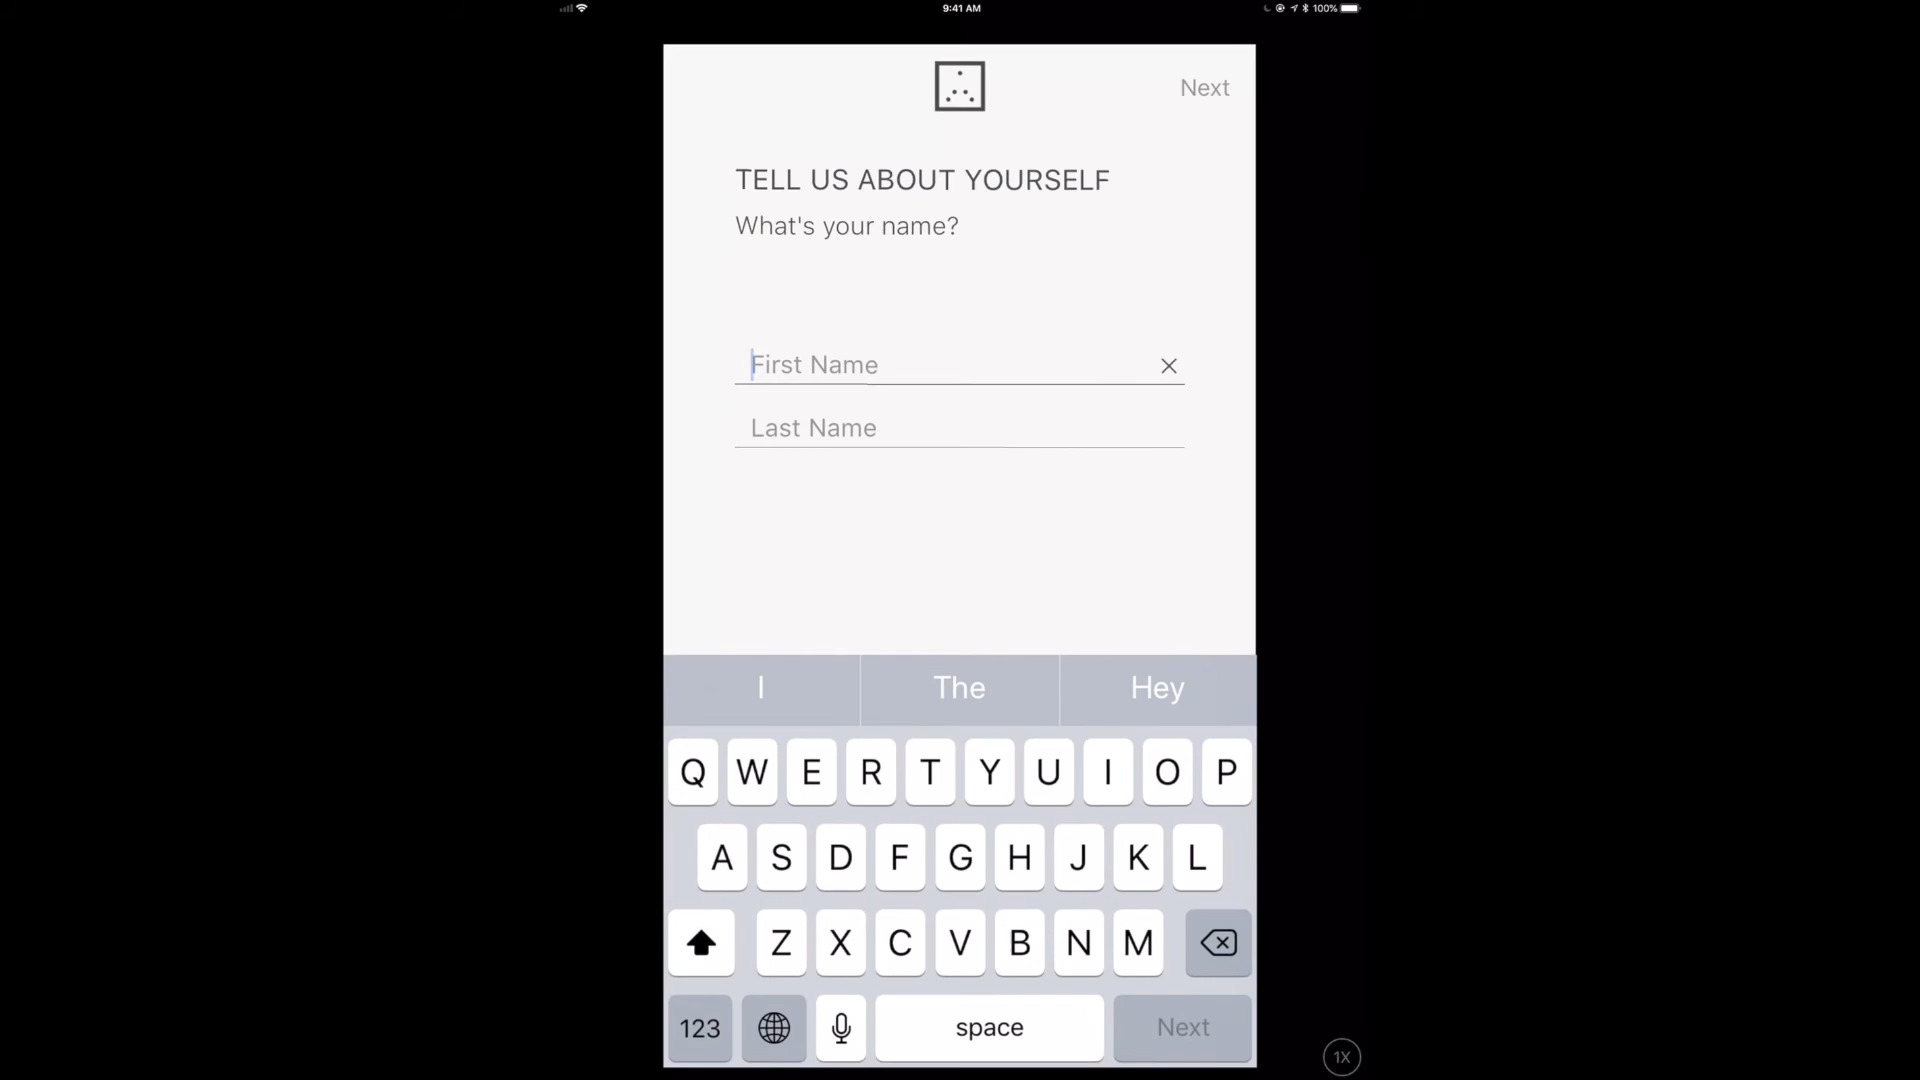 9:41 AM
100%
Next
TELL US ABOUT YOURSELF
What's your name?
First Name
Last Name
I The Hey
Q W E R T Y U I O P
A S D F G H J K L
Z X C V B N M
123 space Next
1X